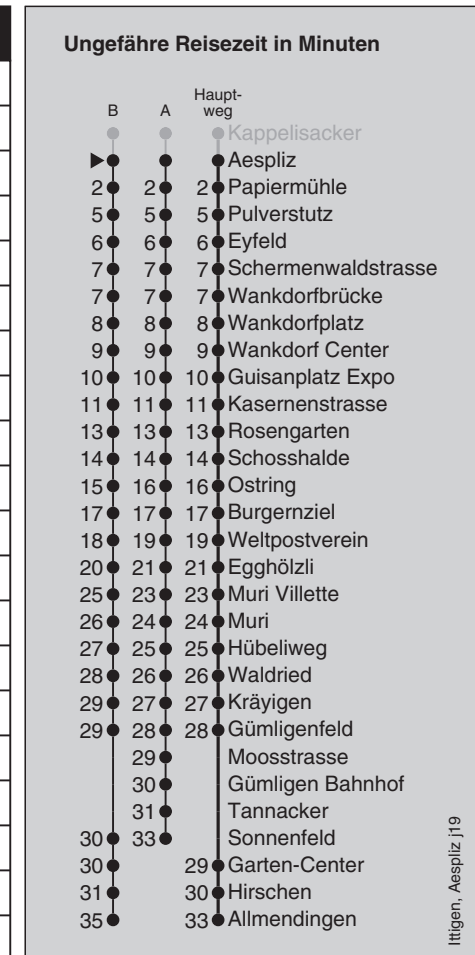 Ungefähre Reisezeit in Minuten
Haupt-
B A weg
Kappelisacker
Aespliz
2 2 2 Papiermühle
5 5 5 Pulverstutz
6 6 6 Eyfeld
7 7 7 Schermenwaldstrasse
7 7 7 Wankdorfbrücke
8 8 8 Wankdorfplatz
9 9 9 Wankdorf Center
10 10 10 Guisanplatz Expo
11 11 11 Kasernenstrasse
13 13 13 Rosengarten
14 14 14 Schosshalde
15 16 16 Ostring
17 17 17 Burgernziel
18 19 19 Weltpostverein
20 21 21 Egghölzli
25 23 23 Muri Villette
26 24 24 Muri
27 25 25 Hübeliweg
28 26 26 Waldried
29 27 27 Kräyigen
29 28 28 Gümligenfeld
29 Moosstrasse
30 Gümligen Bahnhof
31 Tannacker
30 33 Sonnenfeld
30 29 Garten-Center
31 30 Hirschen
35 33 Allmendingen
Ittigen, Aespliz j19